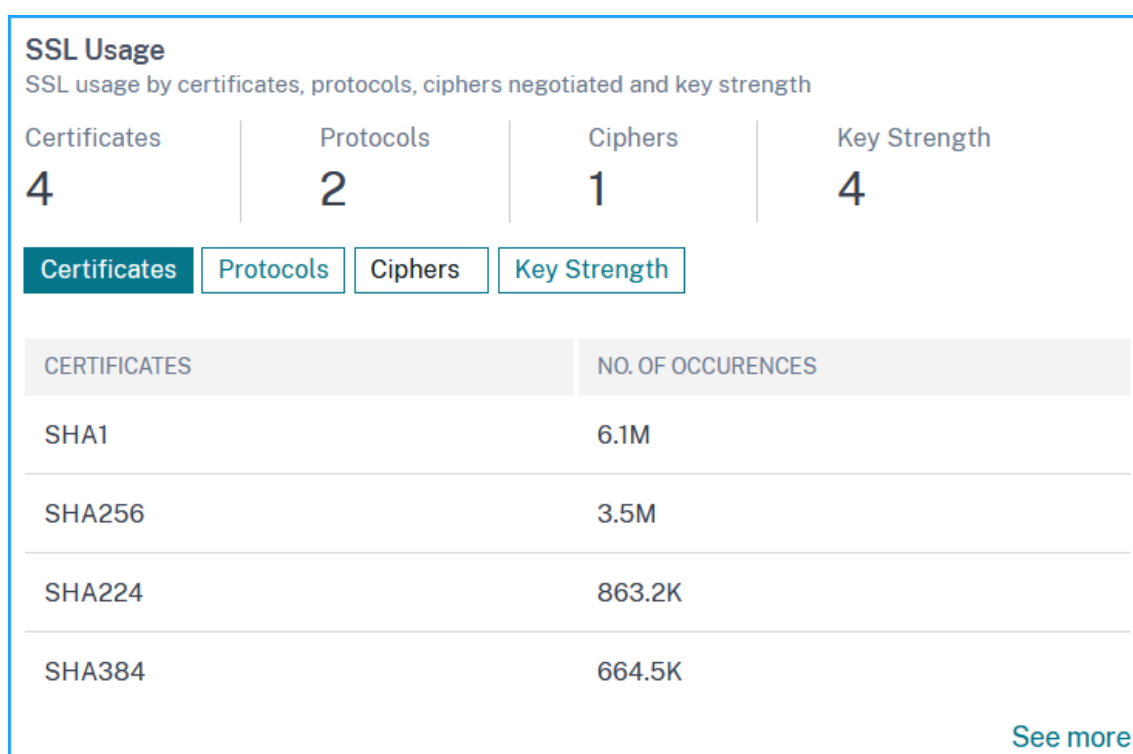 SSL Usage
SSL usage by certificates, protocols, ciphers negotiated and key strength
Certificates Protocols Ciphers Key Strength
4 2 1 4
Certificates Protocols Ciphers Key Strength
CERTIFICATES NO. OF OCCURENCES
SHA1 6.1M
SHA256 3.5M
SHA224 863.2K
SHA384 664.5K
See more